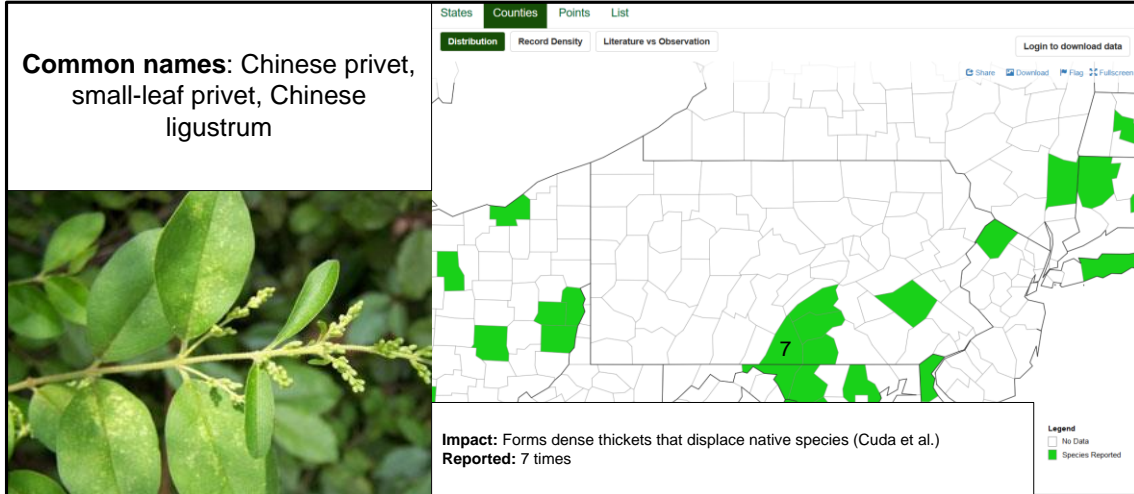 Common names: Chinese privet,
small-leaf privet, Chinese
ligustrum
States Counties Points List
Distribution Record Density Literature vs Observation
Login to download data
Share Download Flag Fullscreen
7
Impact: Forms dense thickets that displace native species (Cuda et al.)
Reported: 7 times
Legend
No Data
Species Reported